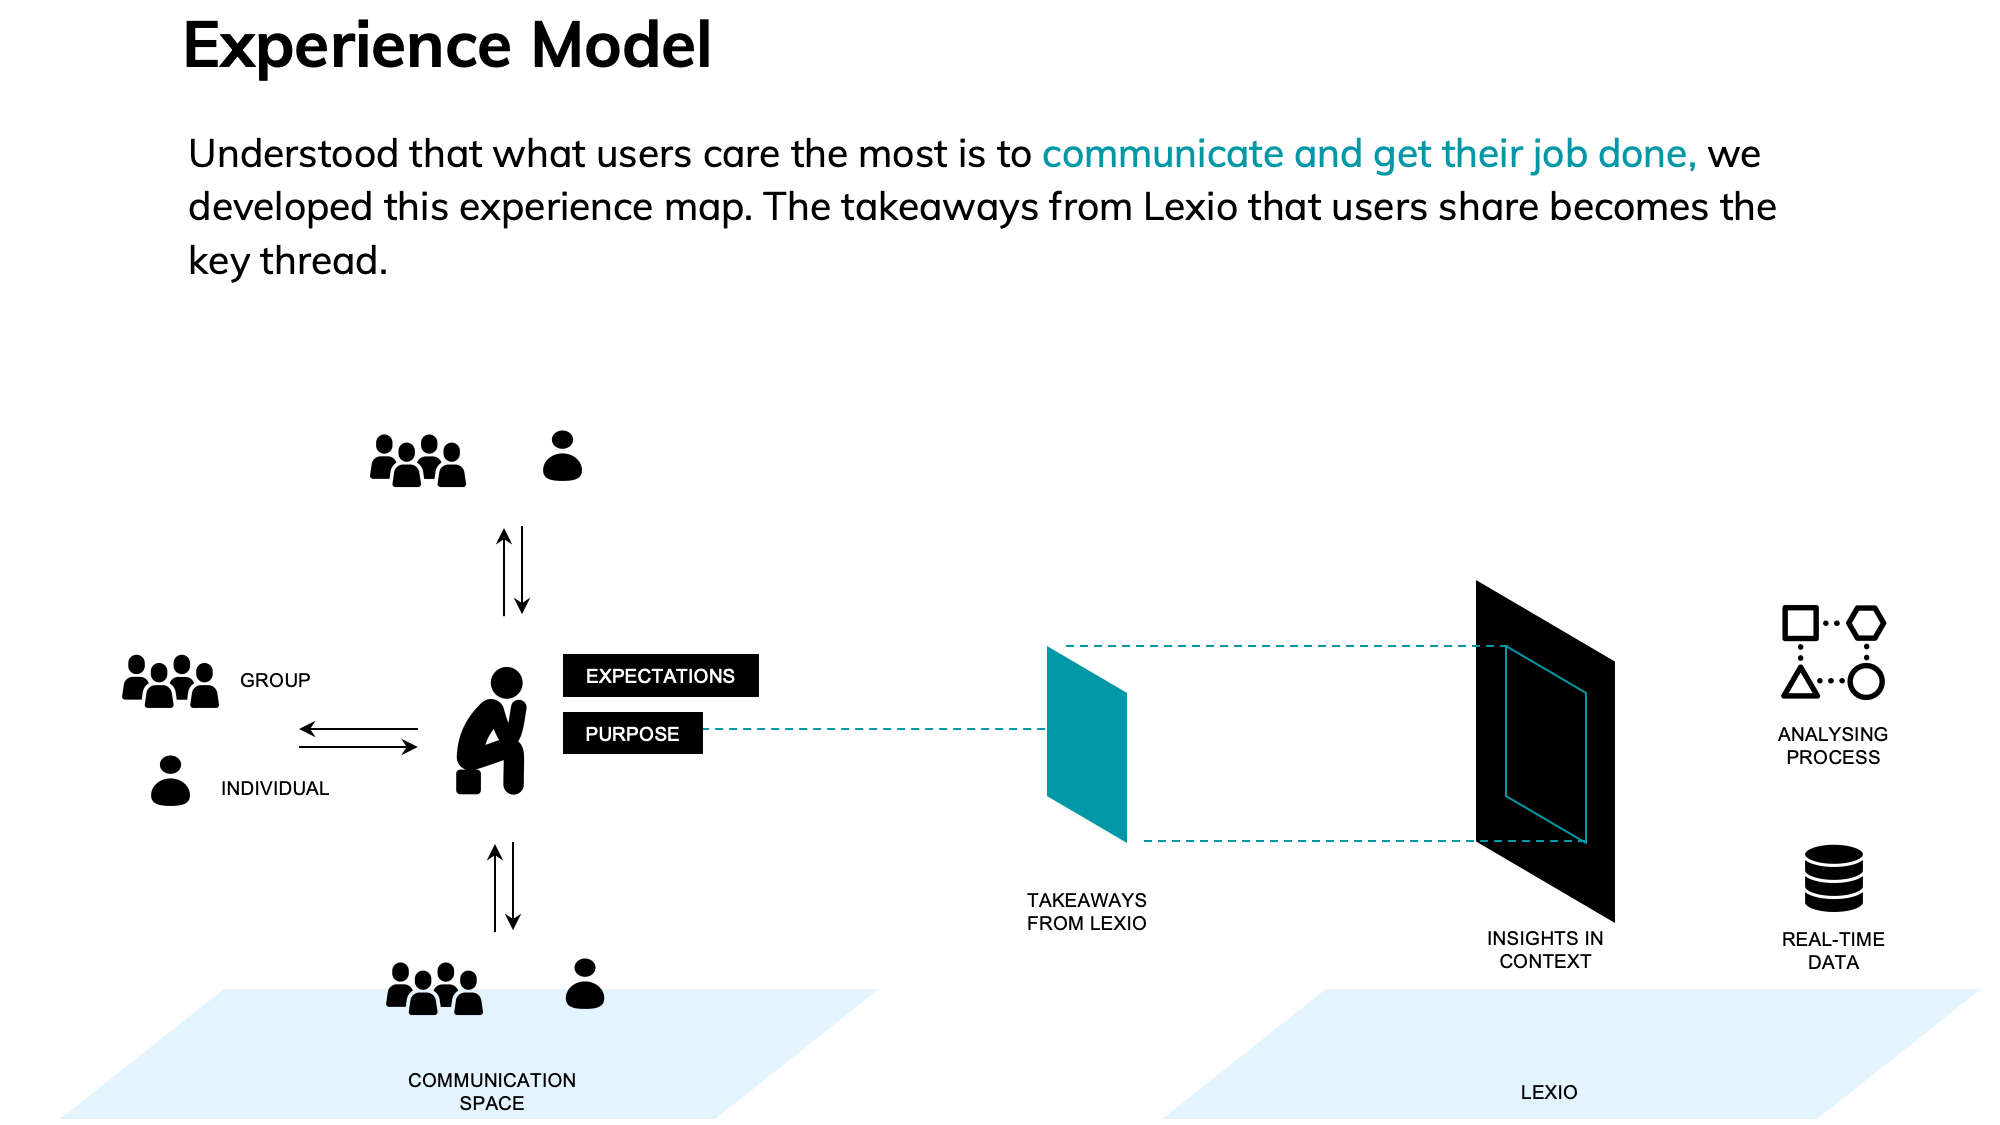 Experience Model
Understood that what users care the most is to communicate and get their job done, we
developed this experience map. The takeaways from Lexio that users share becomes the
key thread.
EXPECTATIONS
GROUP
PURPOSE
INDIVIDUAL
TAKEAWAYS
FROM LEXIO
INSIGHTS IN
CONTEXT
ANALYSING
PROCESS
REAL-TIME
DATA
COMMUNICATION
SPACE
LEXIO